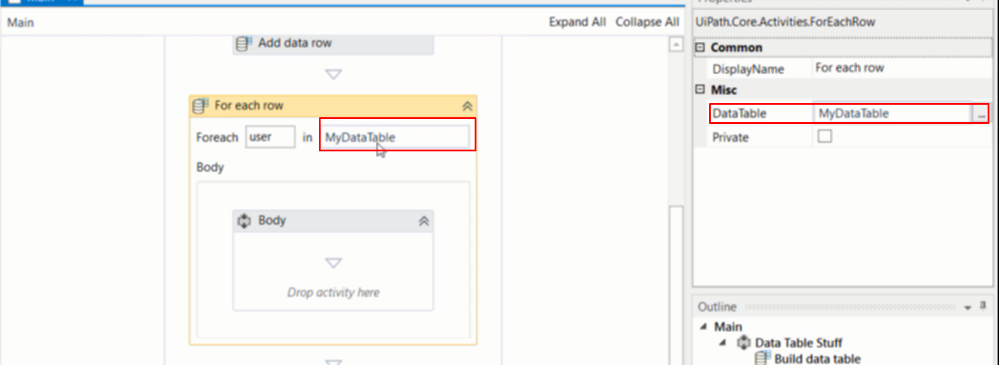 Main
Main
Expand All
Collapse All
Add data row
For each row
Foreach
user
in
MyDataTable
Body
Body
Drop activity here
Properties
UiPath.Core.Activities.ForEachRow
Common
DisplayName
For each row
Misc
DataTable
MyDataTable
...
Private
Outline
Main
Data Table Stuff
Build data table